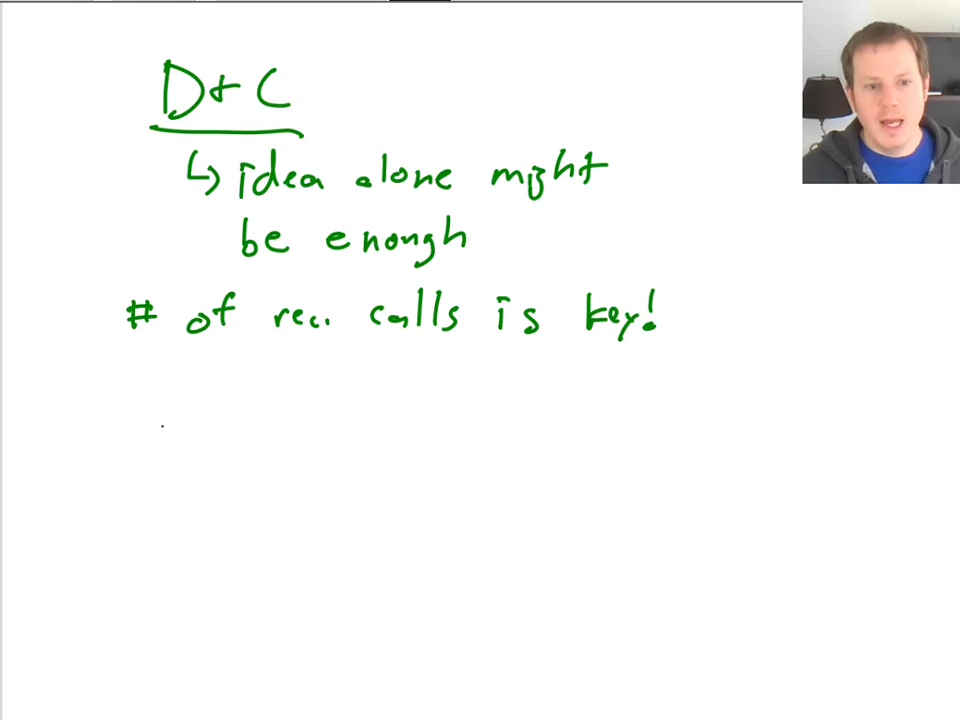 D+C
↳ idea alone might
be enough
# of rec. calls is key!